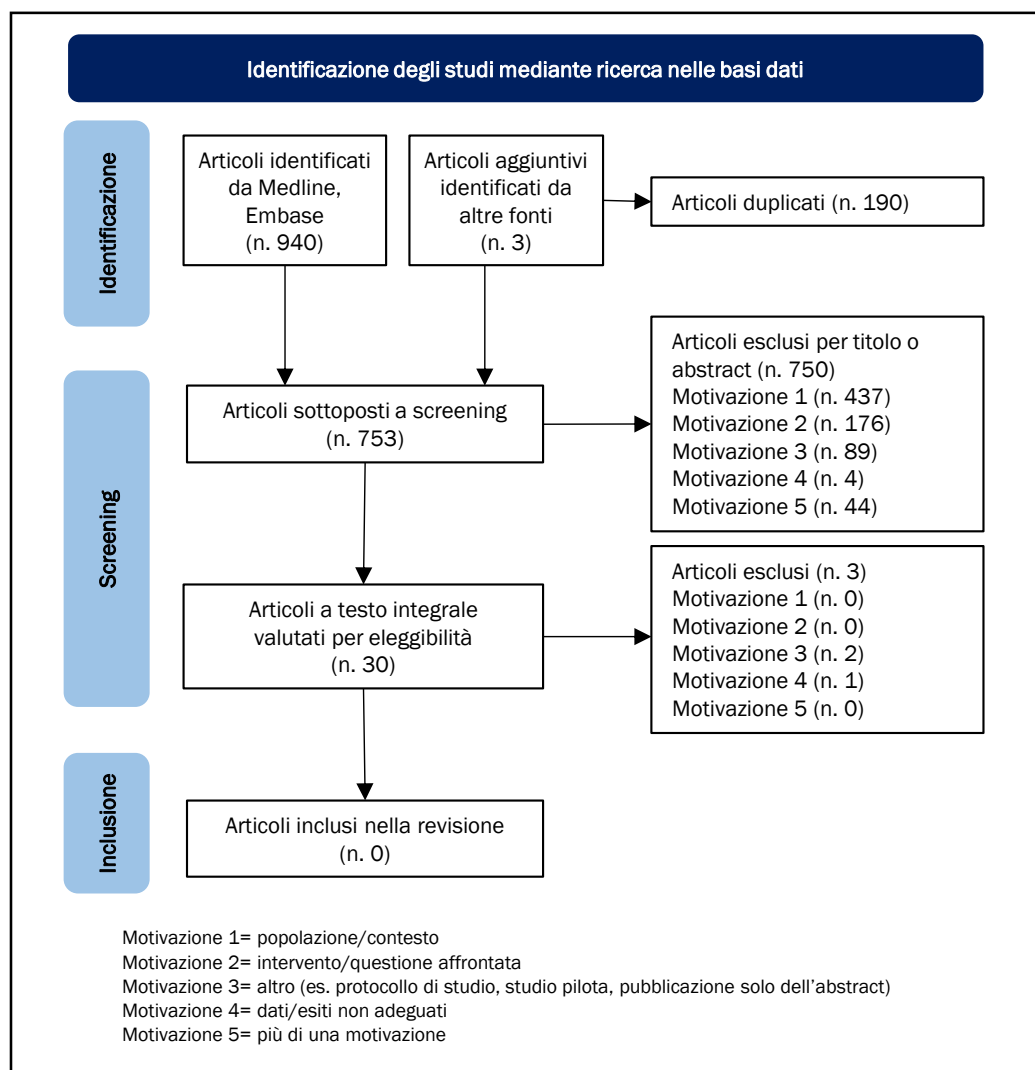 Identificazione degli studi mediante ricerca nelle basi dati
Identificazione
Articoli identificati
da Medline,
Embase
(n. 940)
Articoli aggiuntivi
identificati da
altre fonti
(n. 3)
Articoli duplicati (n. 190)
Screening
Articoli sottoposti a screening
(n. 753)
Articoli esclusi per titolo o
abstract (n. 750)
Motivazione 1 (n. 437)
Motivazione 2 (n. 176)
Motivazione 3 (n. 89)
Motivazione 4 (n. 4)
Motivazione 5 (n. 44)
Articoli a testo integrale
valutati per eleggibilità
(n. 30)
Articoli esclusi (n. 3)
Motivazione 1 (n. 0)
Motivazione 2 (n. 0)
Motivazione 3 (n. 2)
Motivazione 4 (n. 1)
Motivazione 5 (n. 0)
Inclusione
Articoli inclusi nella revisione
(n. 0)
Motivazione 1= popolazione/contesto
Motivazione 2= intervento/questione affrontata
Motivazione 3= altro (es. protocollo di studio, studio pilota, pubblicazione solo dell'abstract)
Motivazione 4= dati/esiti non adeguati
Motivazione 5= più di una motivazione